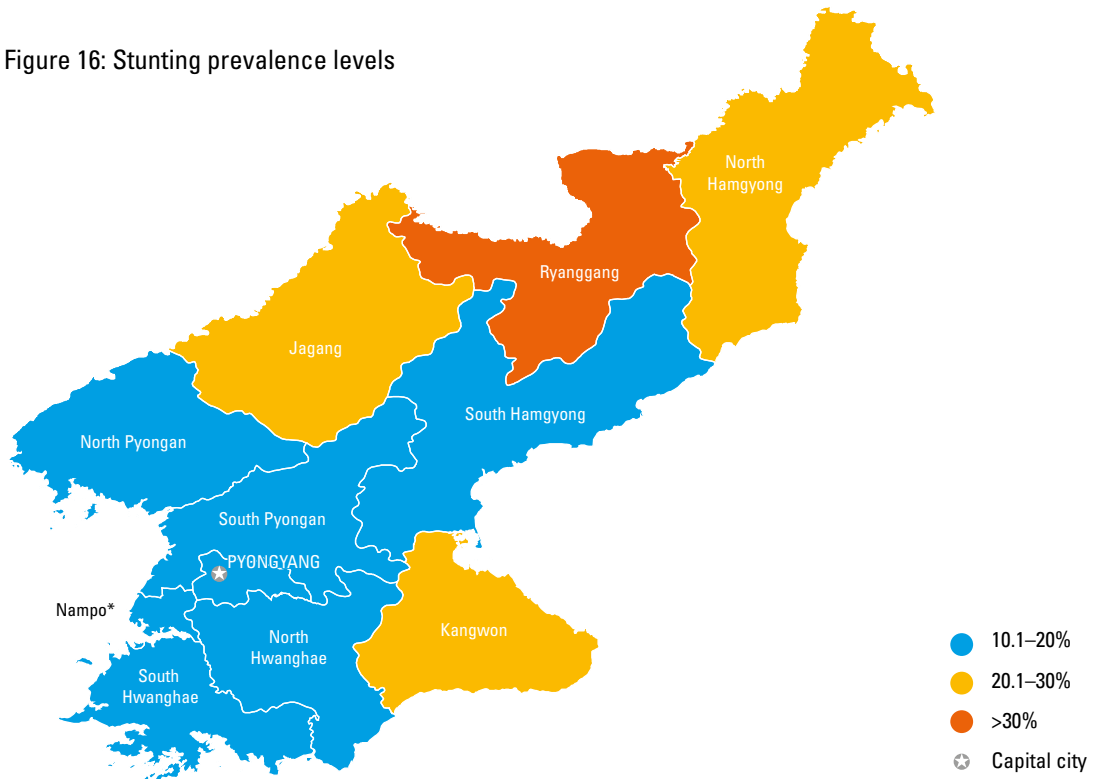 Figure 16: Stunting prevalence levels
North
Hamgyong
Ryanggang
Jagang
South Hamgyong
North Pyongan
South Pyongan
PYONGYANG
Nampo*
North
Hwanghae
Kangwon
South
Hwanghae
10.1–20%
20.1–30%
>30%
Capital city